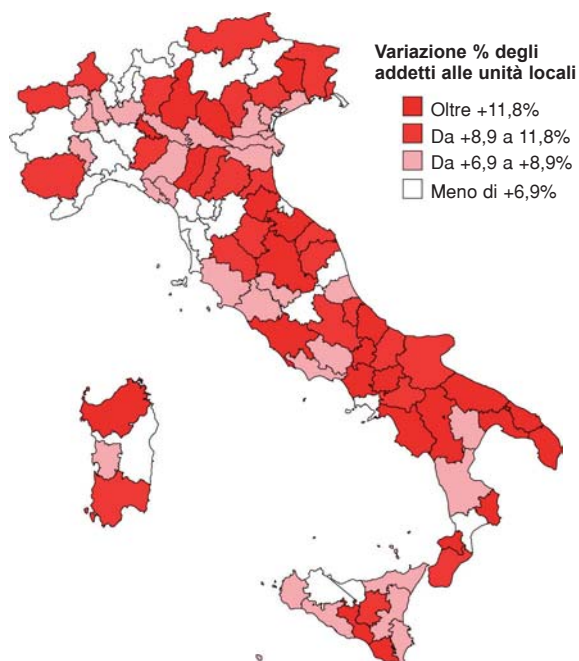 Variazione % degli
addetti alle unità locali
Oltre +11,8%
Da +8,9 a 11,8%
Da +6,9 a +8,9%
Meno di +6,9%